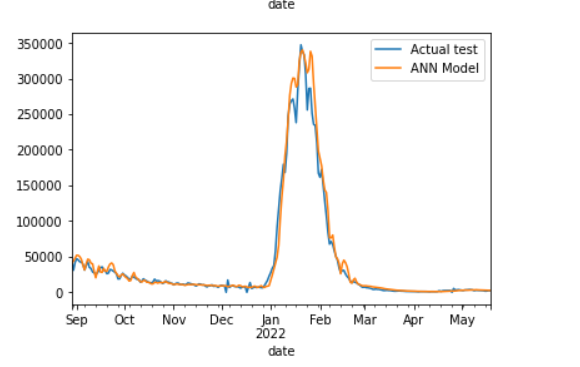 date
350000
300000
250000
200000
150000
100000
50000
0
Actual test
ANN Model
Sep Oct Nov Dec Jan Feb Mar Apr May
2022
date